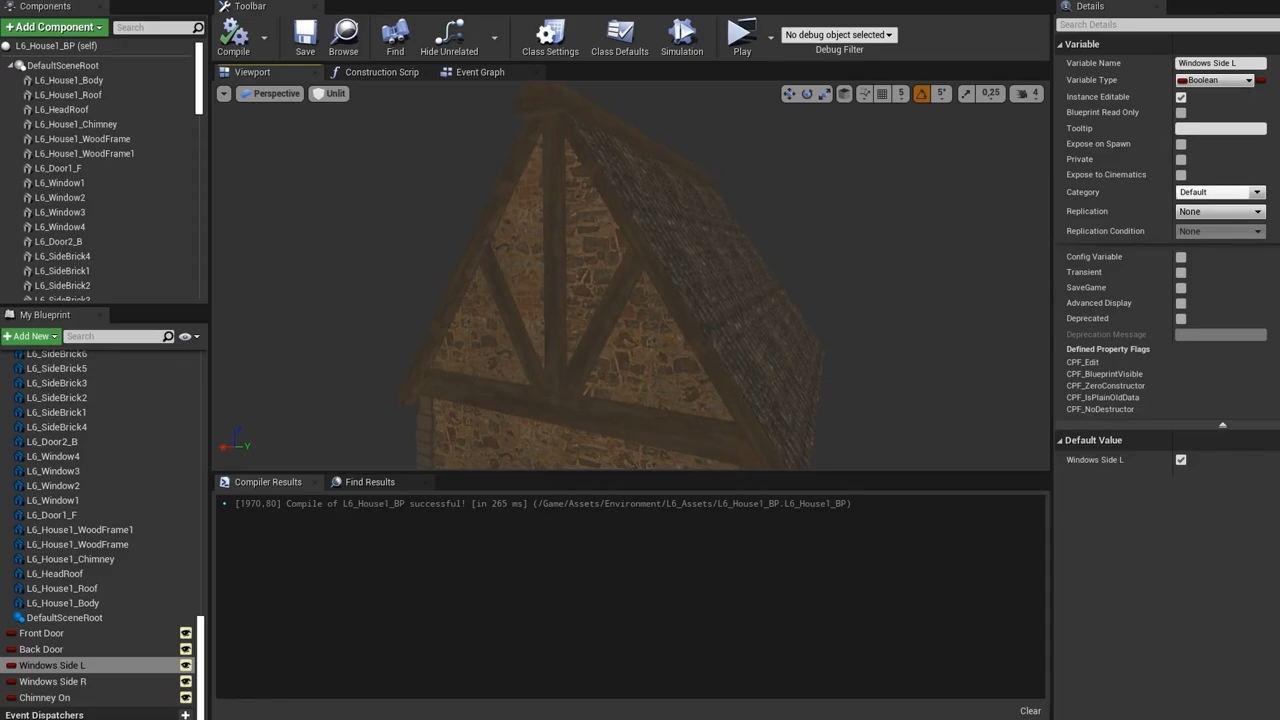 Components
Toolbar
Details
Add Component
Search
Compile
Save
Browse
Find
Hide Unrelated
Class Settings
Class Defaults
Simulation
Play
No debug object selected
Debug Filter
Search Details
L6_House1_BP (self)
DefaultSceneRoot
L6_House1_Body
L6_House1_Roof
L6_HeadRoof
L6_House1_Chimney
L6_House1_WoodFrame
L6_House1_WoodFrame1
L6_Door1_F
L6_Window1
L6_Window2
L6_Window3
L6_Window4
L6_Door2_B
L6_SideBrick4
L6_SideBrick1
L6_SideBrick2
L6_SideBrick3
Viewport
Construction Scrip
Event Graph
Perspective
Unlit
5
5°
0,25
4
Y
My Blueprint
Add New
Search
L6_SideBrick6
L6_SideBrick5
L6_SideBrick3
L6_SideBrick2
L6_SideBrick1
L6_SideBrick4
L6_Door2_B
L6_Window4
L6_Window3
L6_Window2
L6_Window1
L6_Door1_F
L6_House1_WoodFrame1
L6_House1_WoodFrame
L6_House1_Chimney
L6_HeadRoof
L6_House1_Roof
L6_House1_Body
DefaultSceneRoot
Front Door
Back Door
Windows Side L
Windows Side R
Chimney On
Event Dispatchers
Compiler Results
Find Results
[1970,80] Compile of L6_House1_BP successful! [in 265 ms] (/Game/Assets/Environment/L6_Assets/L6_House1_BP.L6_House1_BP)
Clear
Variable
Variable Name Windows Side L
Variable Type Boolean
Instance Editable
Blueprint Read Only
Tooltip
Expose on Spawn
Private
Expose to Cinematics
Category Default
Replication None
Replication Condition None
Config Variable
Transient
SaveGame
Advanced Display
Deprecated
Deprecation Message
Defined Property Flags
CPF_Edit
CPF_BlueprintVisible
CPF_ZeroConstructor
CPF_IsPlainOldData
CPF_NoDestructor
Default Value
Windows Side L